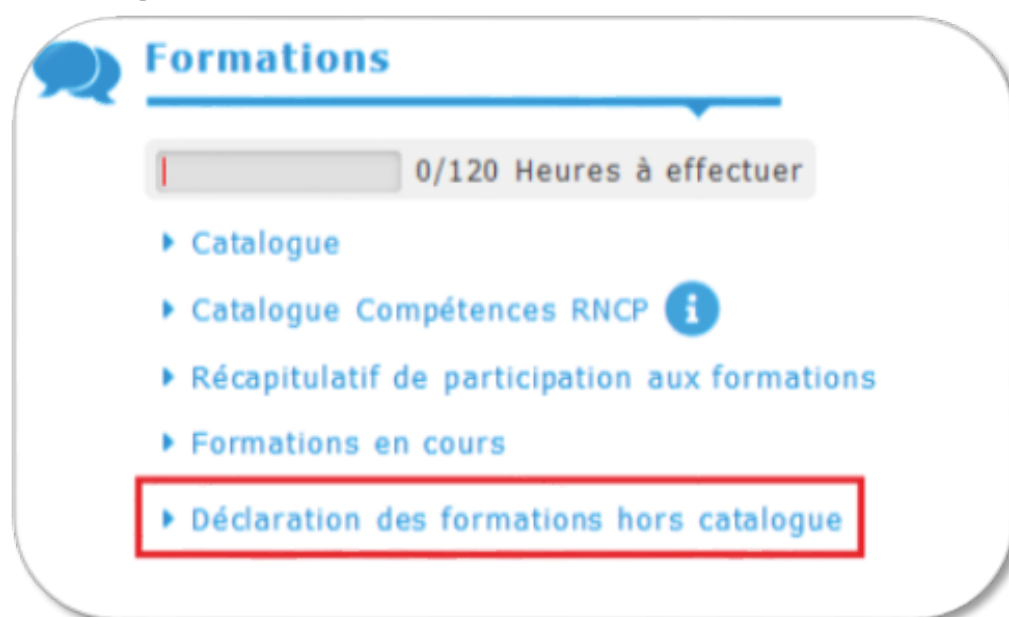 Formations
0/120 Heures à effectuer
Catalogue
Catalogue Compétences RNCP
Récapitulatif de participation aux formations
Formations en cours
Déclaration des formations hors catalogue